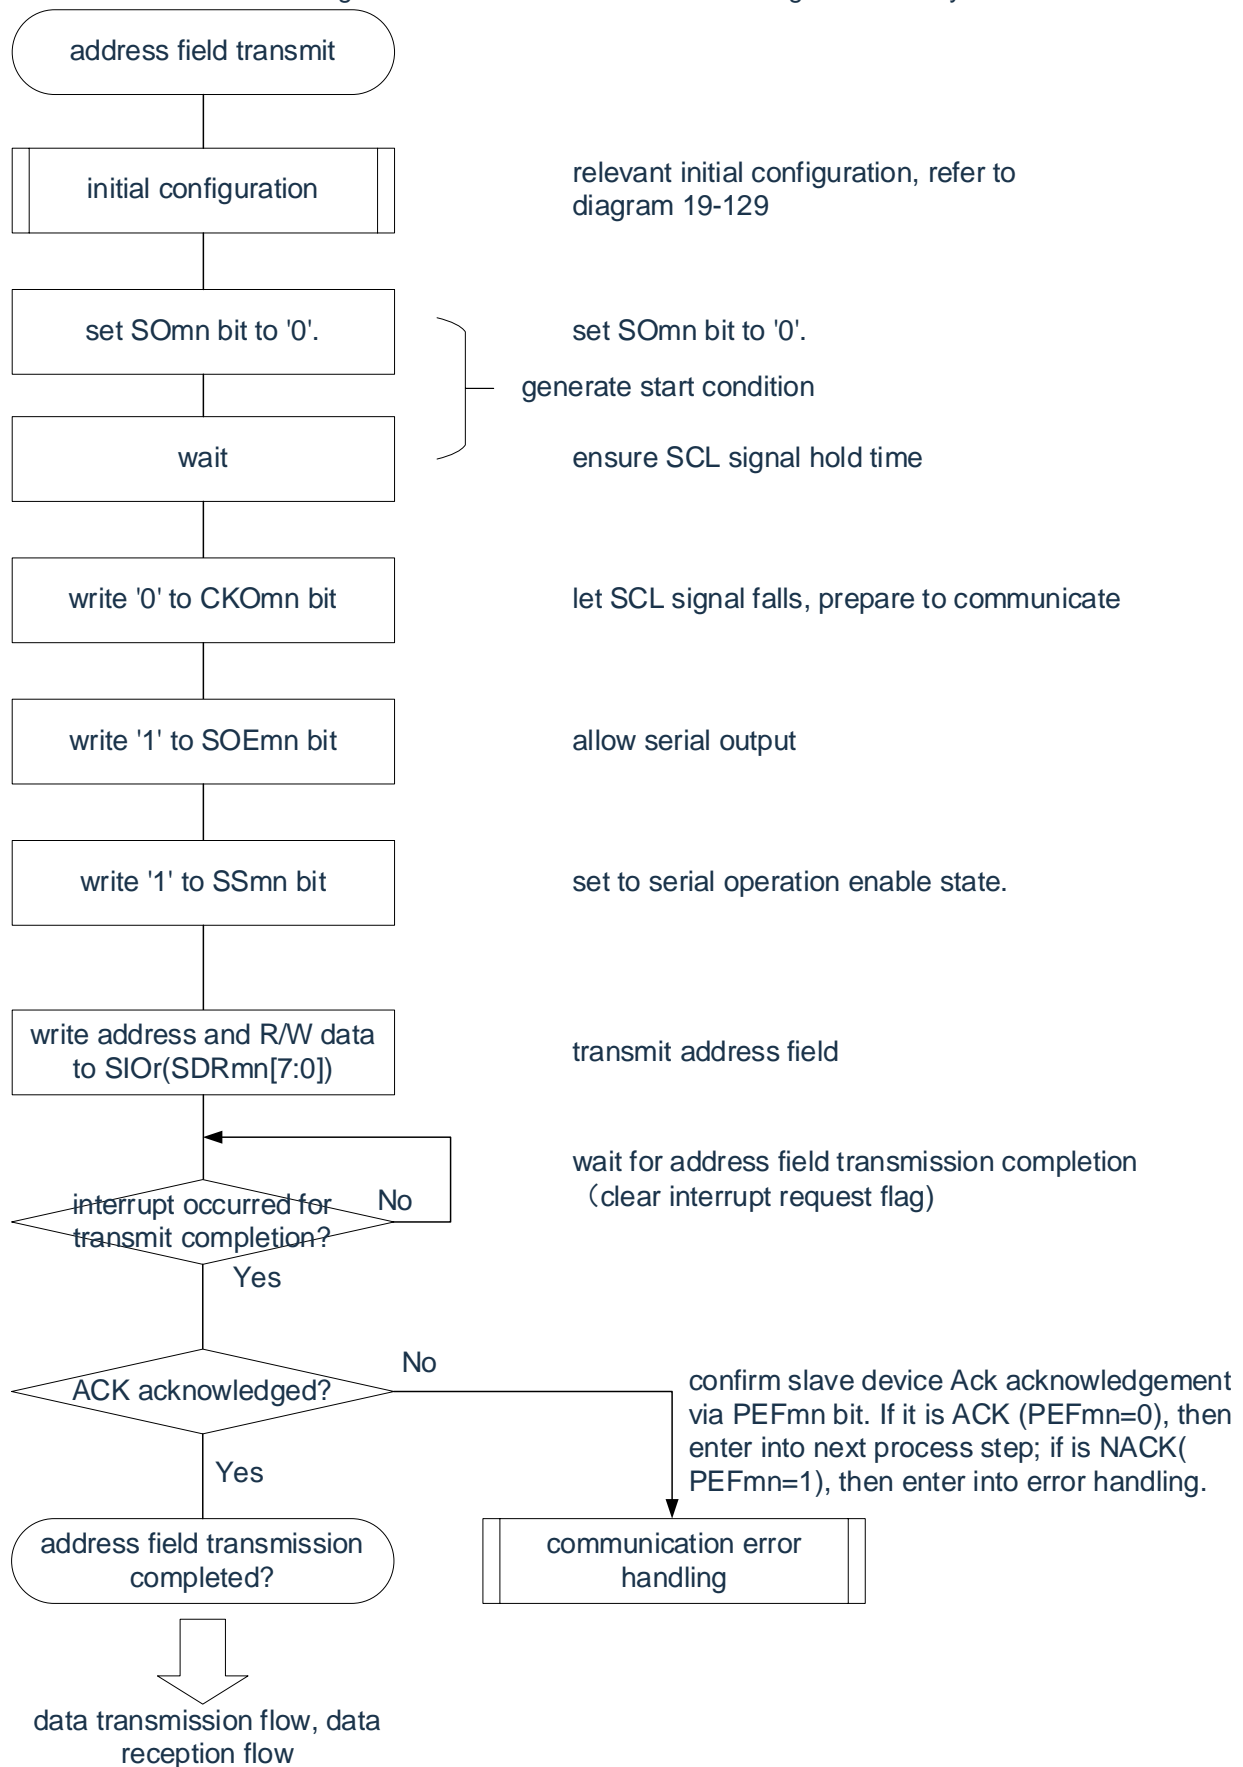 address field transmit
initial configuration
relevant initial configuration, refer to
diagram 19-129
set SOmn bit to '0'.
set SOmn bit to '0'.
generate start condition
wait
ensure SCL signal hold time
write '0' to CKOmn bit
let SCL signal falls, prepare to communicate
write '1' to SOEmn bit
allow serial output
write '1' to SSmn bit
set to serial operation enable state.
write address and R/W data
to SIOr(SDRmn[7:0])
transmit address field
wait for address field transmission completion
（clear interrupt request flag)
interrupt occurred for
transmit completion?
No
Yes
ACK acknowledged?
No
confirm slave device Ack acknowledgement
via PEFmn bit. If it is ACK (PEFmn=0), then
enter into next process step; if is NACK(
PEFmn=1), then enter into error handling.
Yes
address field transmission
completed?
communication error
handling
data transmission flow, data
reception flow